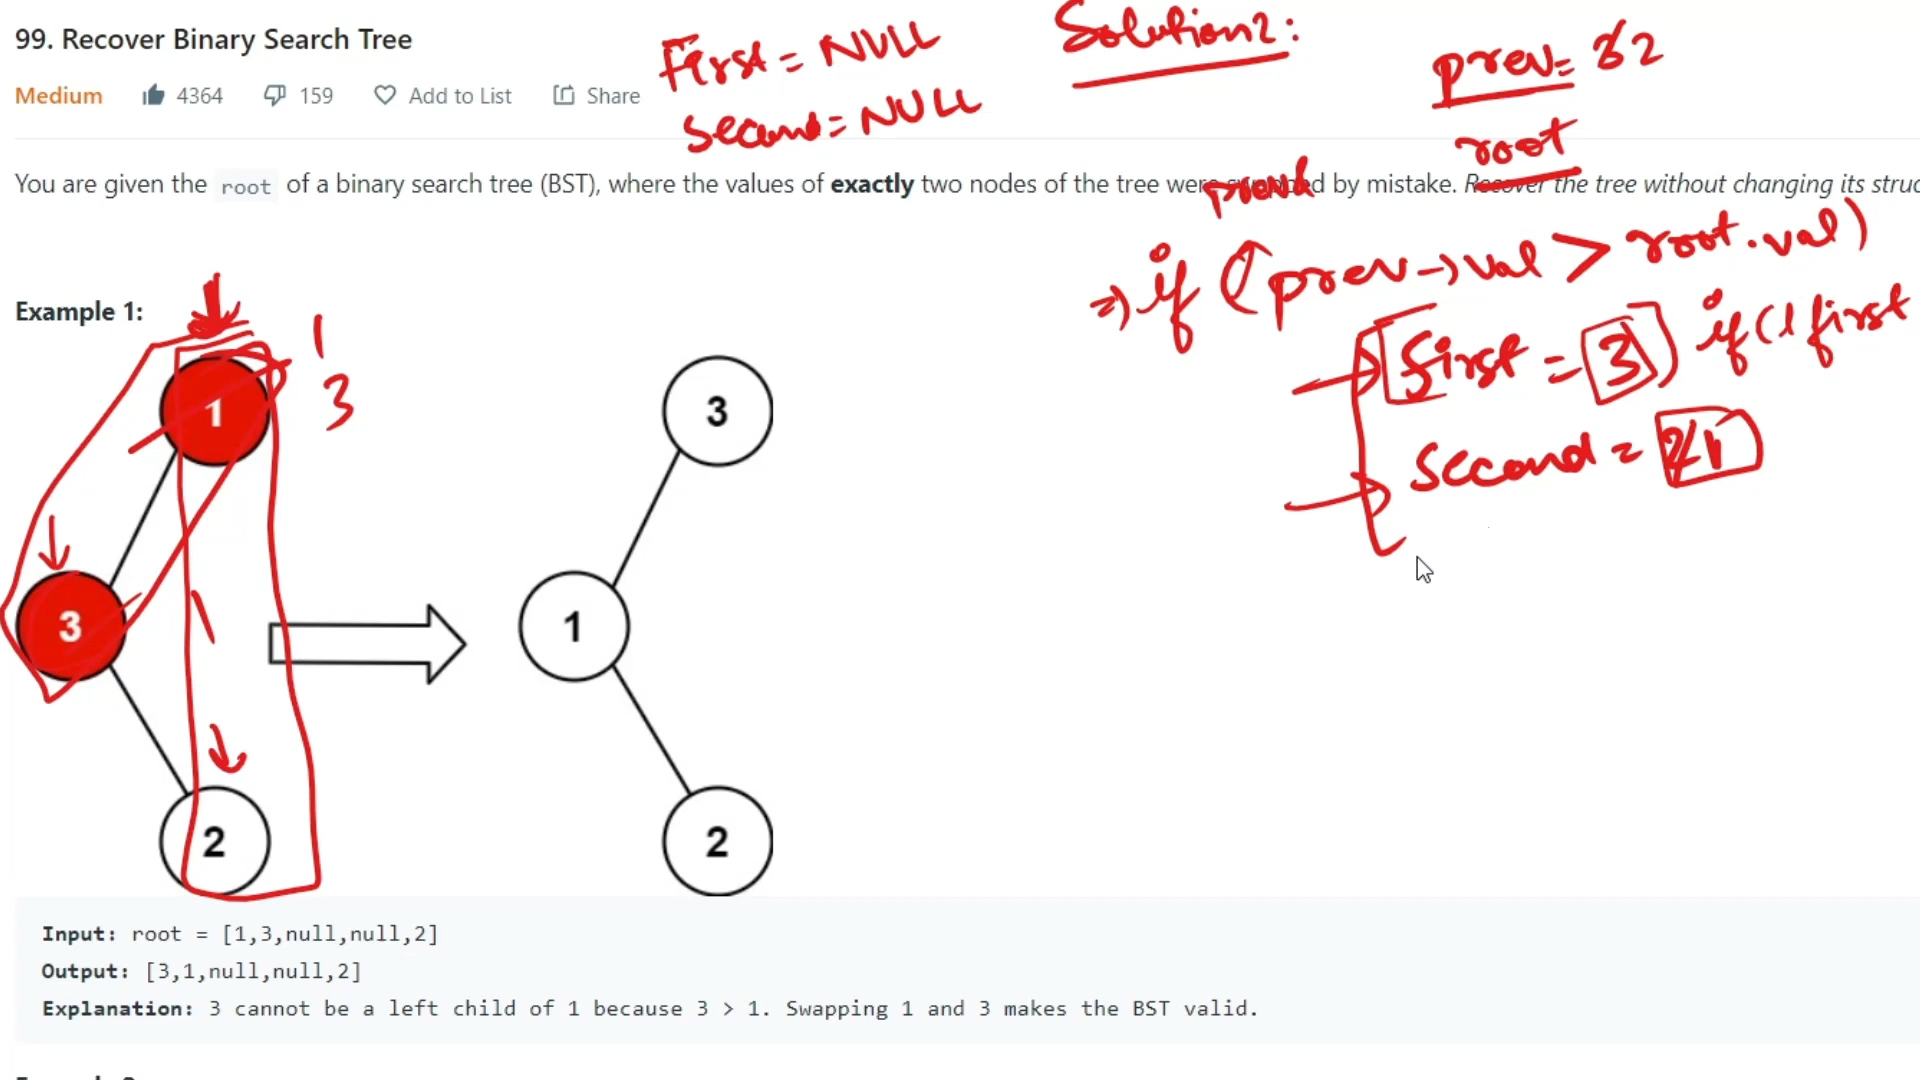 99. Recover Binary Search Tree
First = NULL
Solution2:
prev = 32
Medium 4364 159 Add to List Share
Second = NULL
root
You are given the root of a binary search tree (BST), where the values of exactly two nodes of the tree were d by mistake. Recover the tree without changing its struc
=) if (prev->val > root.val)
Example 1:
1
3
first = 3 if(!first
1
3
Second = 21
3
1
2
2
Input: root = [1,3,null,null,2]
Output: [3,1,null,null,2]
Explanation: 3 cannot be a left child of 1 because 3 > 1. Swapping 1 and 3 makes the BST valid.